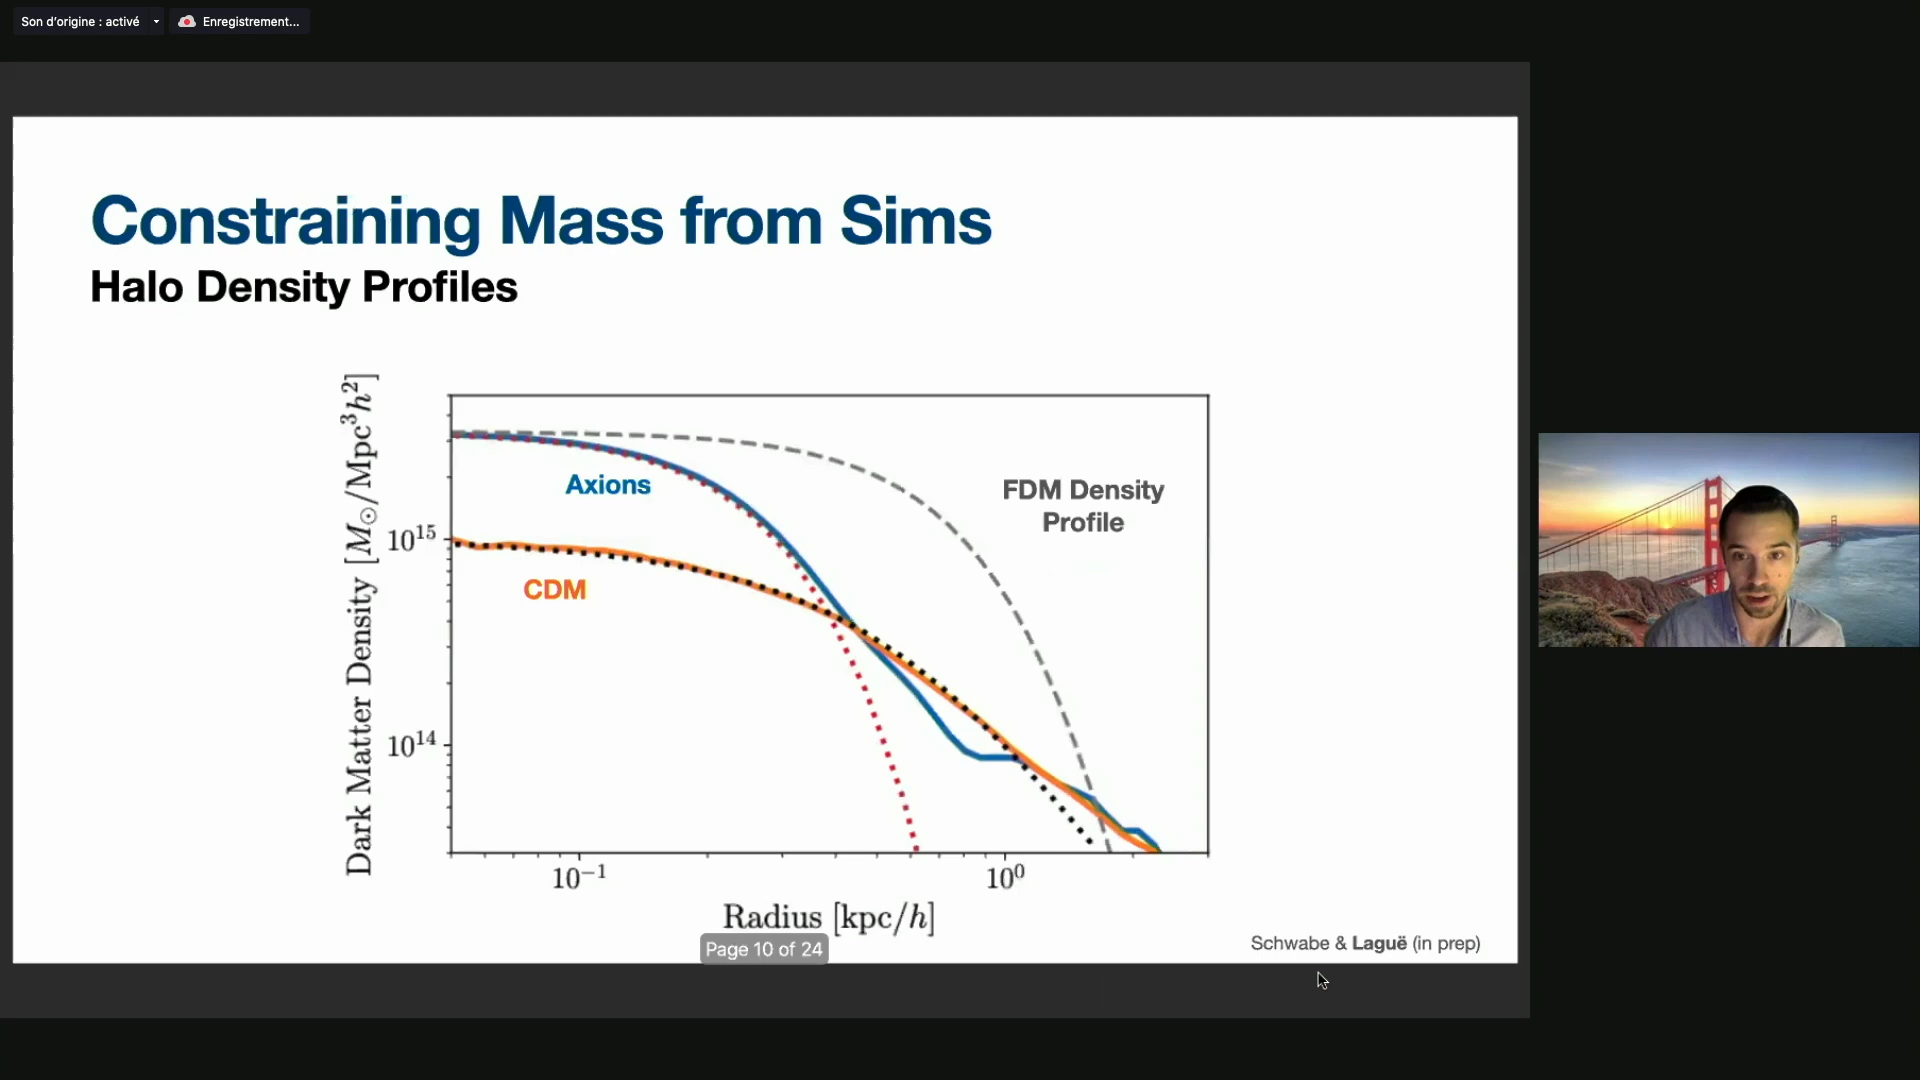 Son d'origine : activé
Enregistrement...
Constraining Mass from Sims
Halo Density Profiles
Dark Matter Density [M⊙/Mpc³h²]
10¹⁵
10¹⁴
Axions
CDM
FDM Density
Profile
10⁻¹
10⁰
Radius [kpc/h]
Page 10 of 24
Schwabe & Laguë (in prep)